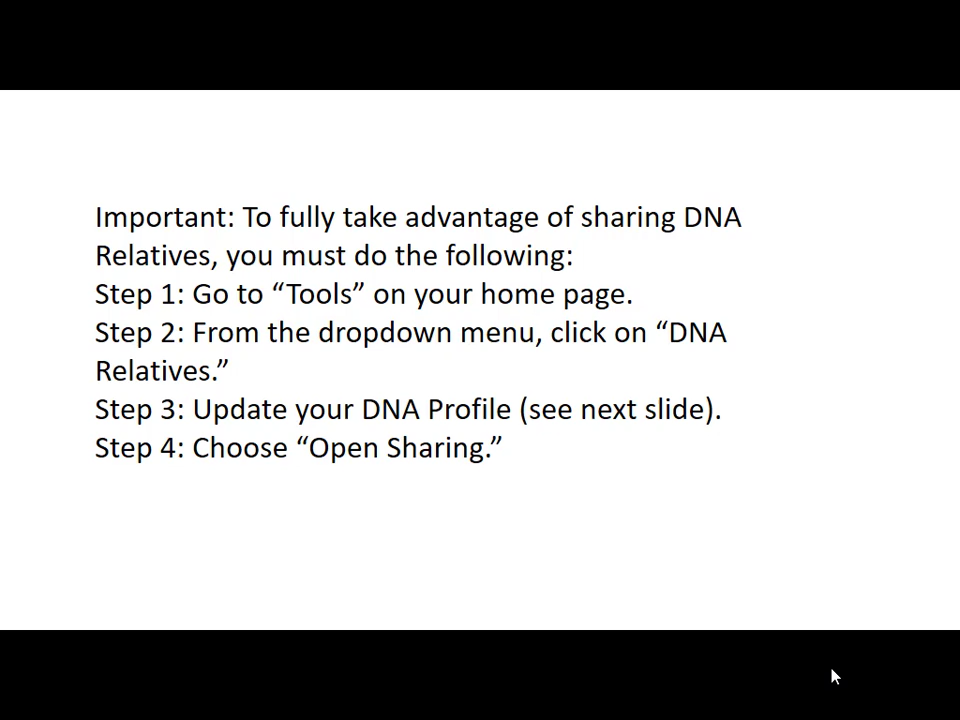 Important: To fully take advantage of sharing DNA
Relatives, you must do the following:
Step 1: Go to “Tools” on your home page.
Step 2: From the dropdown menu, click on “DNA
Relatives.”
Step 3: Update your DNA Profile (see next slide).
Step 4: Choose “Open Sharing.”